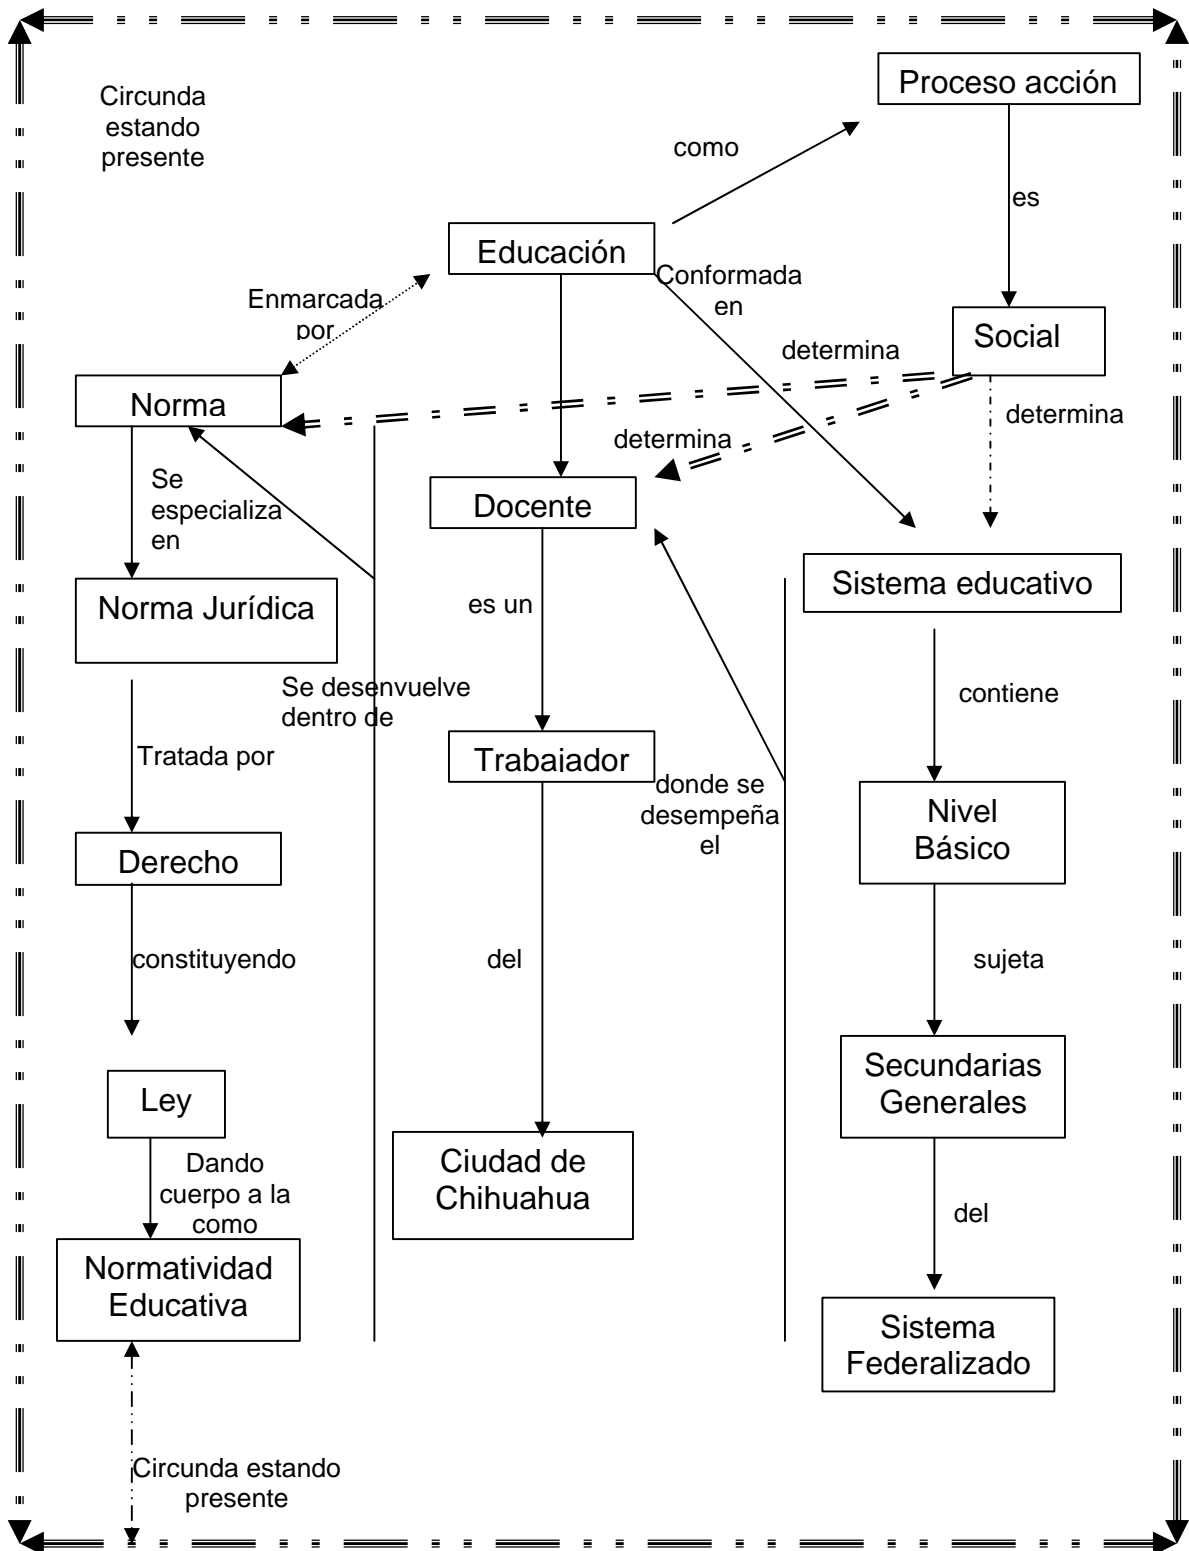 Proceso acción
Circunda
estando
presente
como
es
Educación
Conformada
en
Enmarcada
por
Social
determina
Norma
determina
determina
Se
especializa
en
Docente
Sistema educativo
Norma Jurídica
es un
Se desenvuelve
dentro de
contiene
Tratada por
Trabaiador
donde se
desempeña
el
Nivel
Básico
Derecho
constituyendo
del
sujeta
Secundarias
Generales
Ley
Dando
cuerpo a la
como
Ciudad de
Chihuahua
del
Normatividad
Educativa
Sistema
Federalizado
Circunda estando
presente